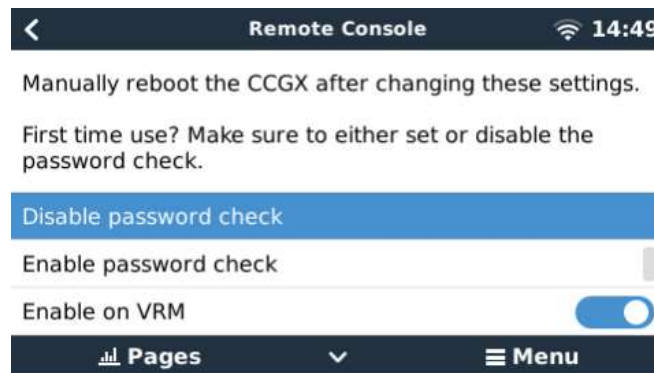 Remote Console
14:49
Manually reboot the CCGX after changing these settings.
First time use? Make sure to either set or disable the
password check.
Disable password check
Enable password check
Enable on VRM
Pages
Menu